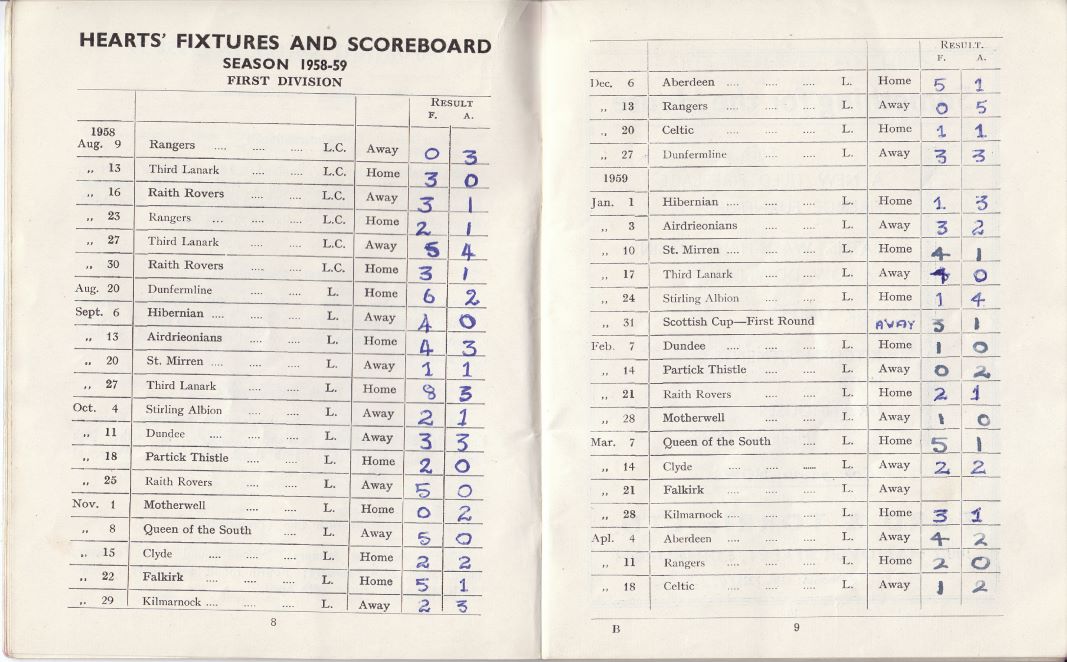 HEARTS' FIXTURES AND SCOREBOARD
SEASON 1958-59
FIRST DIVISION
RESULT
F. A.
1958
Aug. 9 Rangers .... .... .... L.C. Away 0 3
,, 13 Third Lanark .... .... L.C. Home 3 0
,, 16 Raith Rovers .... .... L.C. Away 3 1
,, 23 Rangers ... .... .... L.C. Home 2 1
,, 27 Third Lanark .... .... L.C. Away 5 4
,, 30 Raith Rovers .... .... L.C. Home 3 1
Aug. 20 Dunfermline .... .... L. Home 6 2
Sept. 6 Hibernian .... .... .... L. Away 4 0
,, 13 Airdrieonians .... .... L. Home 4 3
,, 20 St. Mirren .... .... .... L. Away 1 1
,, 27 Third Lanark .... .... L. Home 8 3
Oct. 4 Stirling Albion .... .... L. Away 2 1
,, 11 Dundee .... .... .... L. Away 3 3
,, 18 Partick Thistle .... .... L. Home 2 0
,, 25 Raith Rovers .... .... L. Away 5 0
Nov. 1 Motherwell .... .... L. Home 0 2
,, 8 Queen of the South .... L. Away 5 0
,, 15 Clyde .... .... .... L. Home 2 2
,, 22 Falkirk .... .... .... L. Home 5 1
,, 29 Kilmarnock .... .... .... L. Away 2 3
8
RESULT.
F. A.
Dec. 6 Aberdeen .... .... .... L. Home 5 1
,, 13 Rangers .... .... .... L. Away 0 5
,, 20 Celtic .... .... .... L. Home 1 1
,, 27 Dunfermline .... .... L. Away 3 3
1959
Jan. 1 Hibernian .... .... .... L. Home 1. 3
,, 3 Airdrieonians .... .... L. Away 3 2
,, 10 St. Mirren .... .... .... L. Home 4 1
,, 17 Third Lanark .... .... L. Away 4 0
,, 24 Stirling Albion .... .... L. Home 1 4
,, 31 Scottish Cup—First Round AWAY 3 1
Feb. 7 Dundee .... .... .... L. Home 1 0
,, 14 Partick Thistle .... .... L. Away 0 2
,, 21 Raith Rovers .... .... L. Home 2 1
,, 28 Motherwell .... .... L. Away 1 0
Mar. 7 Queen of the South .... L. Home 5 1
,, 14 Clyde .... .... .... L. Away 2 2
,, 21 Falkirk .... .... .... L. Away
,, 28 Kilmarnock .... .... .... L. Home 3 1
Apl. 4 Aberdeen .... .... .... L. Away 4 2
,, 11 Rangers .... .... .... L. Home 2 0
,, 18 Celtic .... .... .... L. Away 1 2
B 9